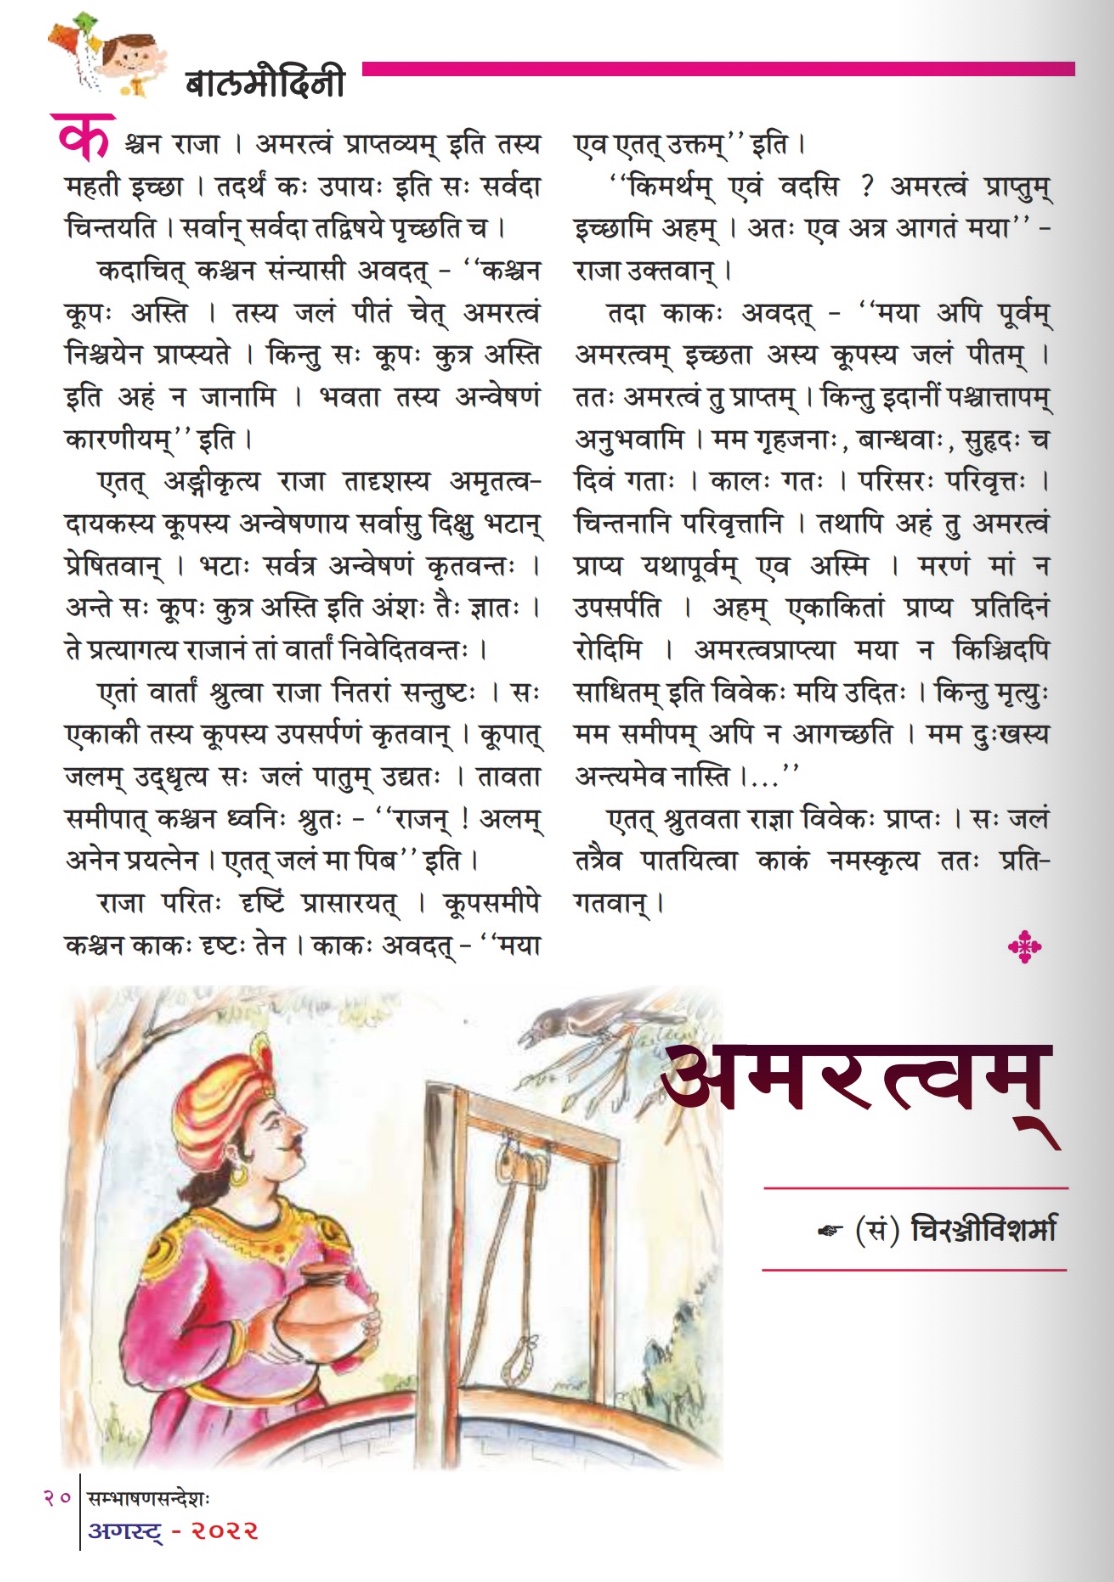 बालमोदिनी
कश्चन राजा । अमरत्वं प्राप्तव्यम् इति तस्य
महती इच्छा । तदर्थं कः उपायः इति सः सर्वदा
चिन्तयति । सर्वान् सर्वदा तद्विषये पृच्छति च ।
कदाचित् कश्चन संन्यासी अवदत् – ‘‘कश्चन
कूपः अस्ति । तस्य जलं पीतं चेत् अमरत्वं
निश्चयेन प्राप्स्यते । किन्तु सः कूपः कुत्र अस्ति
इति अहं न जानामि । भवता तस्य अन्वेषणं
कारणीयम्’’ इति ।
एतत् अङ्गीकृत्य राजा तादृशस्य अमृतत्व-
दायकस्य कूपस्य अन्वेषणाय सर्वासु दिक्षु भटान्
प्रेषितवान् । भटाः सर्वत्र अन्वेषणं कृतवन्तः ।
अन्ते सः कूपः कुत्र अस्ति इति अंशः तैः ज्ञातः ।
ते प्रत्यागत्य राजानं तां वार्तां निवेदितवन्तः ।
एतां वार्तां श्रुत्वा राजा नितरां सन्तुष्टः । सः
एकाकी तस्य कूपस्य उपसर्पणं कृतवान् । कूपात्
जलम् उद्धृत्य सः जलं पातुम् उद्यतः । तावता
समीपात् कश्चन ध्वनिः श्रुतः – ‘‘राजन् ! अलम्
अनेन प्रयत्नेन । एतत् जलं मा पिब’’ इति ।
राजा परितः दृष्टिं प्रासारयत् । कूपसमीपे
कश्चन काकः दृष्टः तेन । काकः अवदत् – ‘‘मया
एव एतत् उक्तम्’’ इति ।
‘‘किमर्थम् एवं वदसि ? अमरत्वं प्राप्तुम्
इच्छामि अहम् । अतः एव अत्र आगतं मया’’ –
राजा उक्तवान् ।
तदा काकः अवदत् – ‘‘मया अपि पूर्वम्
अमरत्वम् इच्छता अस्य कूपस्य जलं पीतम् ।
ततः अमरत्वं तु प्राप्तम् । किन्तु इदानीं पश्चात्तापम्
अनुभवामि । मम गृहजनाः, बान्धवाः, सुहृदः च
दिवं गताः । कालः गतः । परिसरः परिवृत्तः ।
चिन्तनानि परिवृत्तानि । तथापि अहं तु अमरत्वं
प्राप्य यथापूर्वम् एव अस्मि । मरणं मां न
उपसर्पति । अहम् एकाकितां प्राप्य प्रतिदिनं
रोदिमि । अमरत्वप्राप्त्या मया न किञ्चिदपि
साधितम् इति विवेकः मयि उदितः । किन्तु मृत्युः
मम समीपम् अपि न आगच्छति । मम दुःखस्य
अन्त्यमेव नास्ति ।...’’
एतत् श्रुतवता राज्ञा विवेकः प्राप्तः । सः जलं
तत्रैव पातयित्वा काकं नमस्कृत्य ततः प्रति-
गतवान् ।
अमरत्वम्
☛ (सं) चिरञ्जीविशर्मा
२० सम्भाषणसन्देशः
अगस्ट् - २०२२